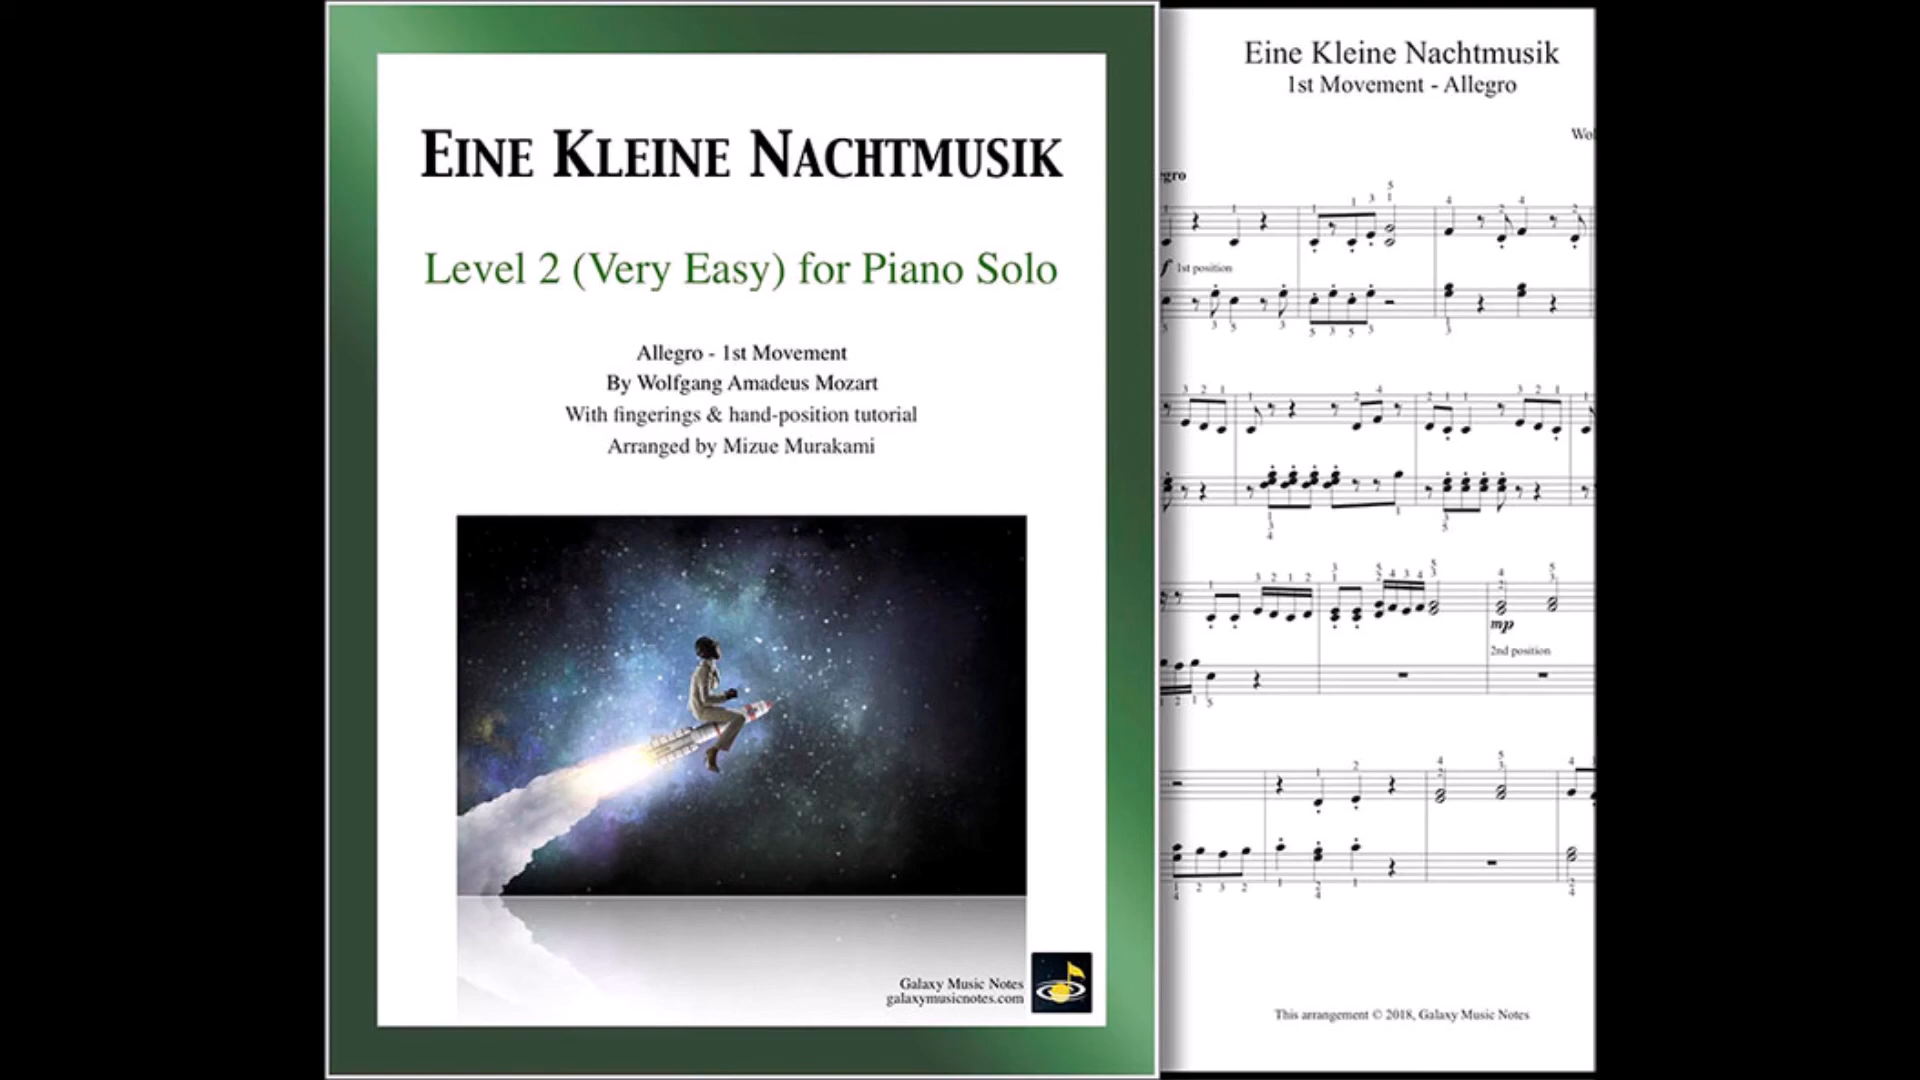 EINE KLEINE NACHTMUSIK
Level 2 (Very Easy) for Piano Solo
Allegro - 1st Movement
By Wolfgang Amadeus Mozart
With fingerings & hand-position tutorial
Arranged by Mizue Murakami
Galaxy Music Notes
galaxymusicnotes.com
Eine Kleine Nachtmusik
1st Movement - Allegro
Wol
egro
f 1st position
mp
2nd position
This arrangement © 2018, Galaxy Music Notes